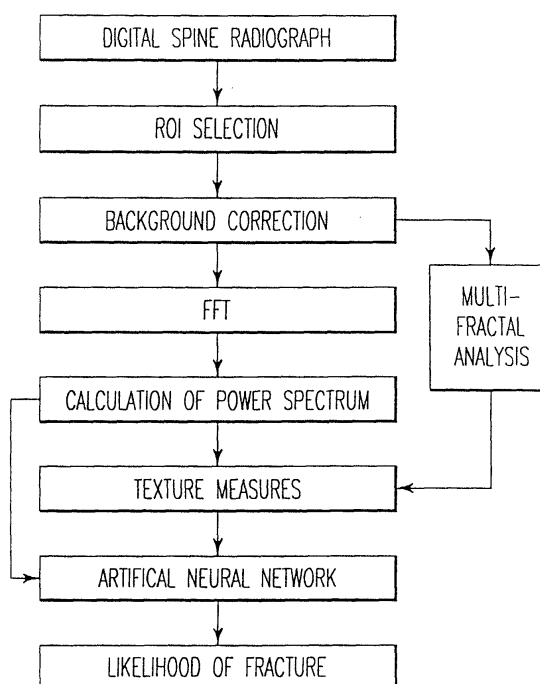 DIGITAL SPINE RADIOGRAPH
ROI SELECTION
BACKGROUND CORRECTION
FFT
MULTI-
FRACTAL
ANALYSIS
CALCULATION OF POWER SPECTRUM
TEXTURE MEASURES
ARTIFICAL NEURAL NETWORK
LIKELIHOOD OF FRACTURE